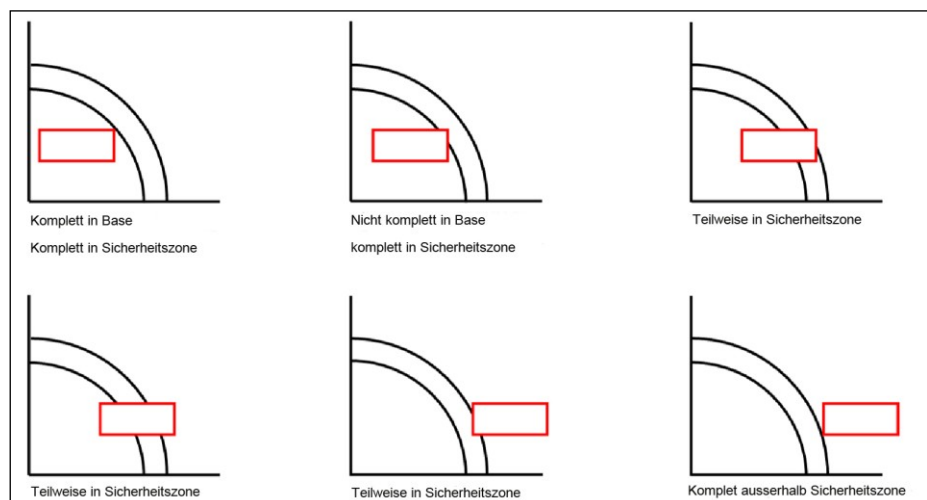 Komplett in Base
Komplett in Sicherheitszone
Nicht komplett in Base
komplett in Sicherheitszone
Teilweise in Sicherheitszone
Teilweise in Sicherheitszone
Teilweise in Sicherheitszone
Komplet ausserhalb Sicherheitszone